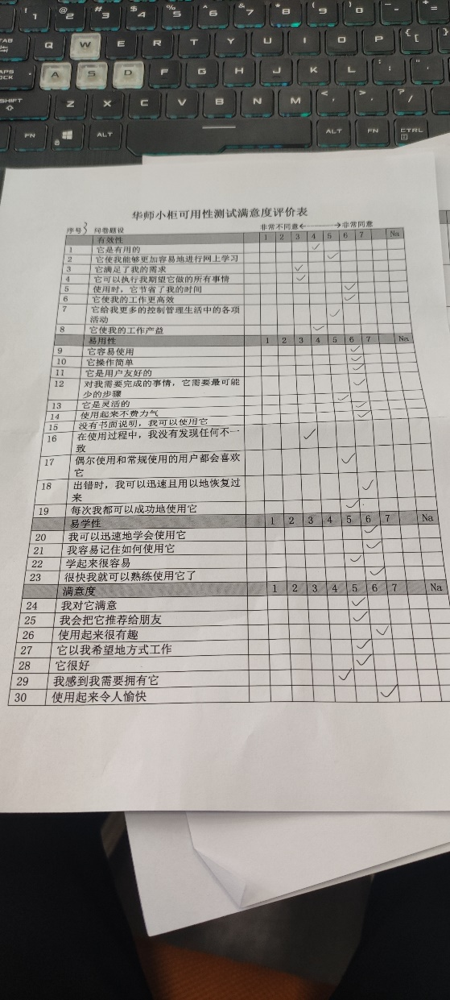 ! 1 @ 2 # 3 $ 4 % 5 ^ 6 & 7 * 8 ( 9 ) 0 _ - + =
TAB Q W E R T Y U I O P { [ }
CAPS LOCK A S D F G H J K L : ; " '
SHIFT Z X C V B N M < , > . ? /
FN ALT ALT FN CTRL
华师小柜可用性测试满意度评价表
序号 问卷题设 非常不同意 非常同意
有效性 1 2 3 4 5 6 7 Na
1 它是有用的 ✓
2 它使我能够更加容易地进行网上学习 ✓
3 它满足了我的需求 ✓
4 它可以执行我期望它做的所有事情 ✓
5 使用时，它节省了我的时间 ✓
6 它使我的工作更高效 ✓
7 它给我更多的控制管理生活中的各项
活动 ✓
8 它使我的工作产益 ✓
易用性 1 2 3 4 5 6 7 Na
9 它容易使用 ✓
10 它操作简单 ✓
11 它是用户友好的 ✓
12 对我需要完成的事情，它需要最可能
少的步骤 ✓
13 它是灵活的 ✓
14 使用起来不费力气 ✓
15 没有书面说明，我可以使用它 ✓
16 在使用过程中，我没有发现任何不一
致 ✓
17 偶尔使用和常规使用的用户都会喜欢
它 ✓
18 出错时，我可以迅速且用以地恢复过
来 ✓
19 每次我都可以成功地使用它 ✓
易学性 1 2 3 4 5 6 7 Na
20 我可以迅速地学会使用它 ✓
21 我容易记住如何使用它 ✓
22 学起来很容易 ✓
23 很快我就可以熟练使用它了 ✓
满意度 1 2 3 4 5 6 7 Na
24 我对它满意 ✓
25 我会把它推荐给朋友 ✓
26 使用起来很有趣 ✓
27 它以我希望地方式工作 ✓
28 它很好 ✓
29 我感到我需要拥有它 ✓
30 使用起来令人愉快 ✓